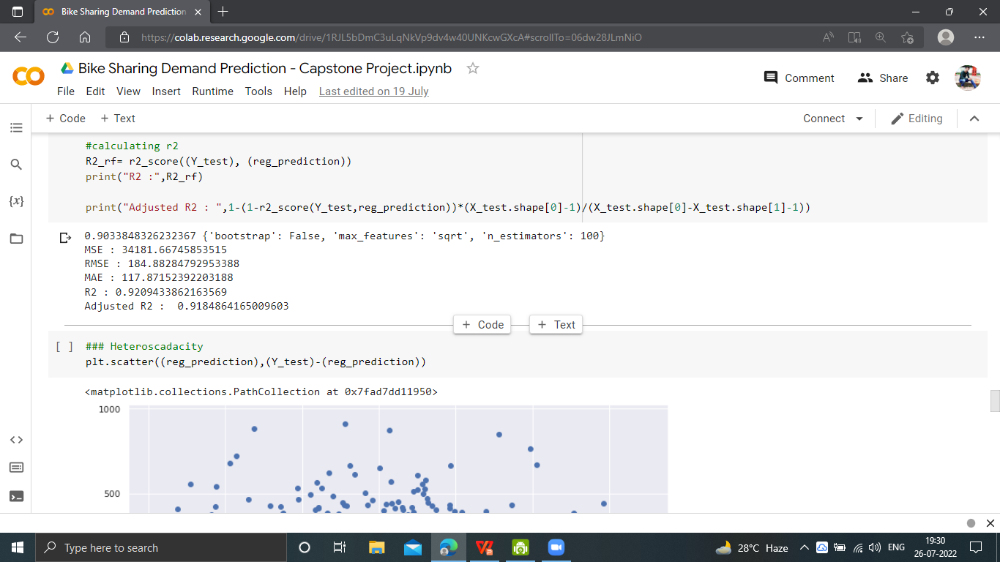 Bike Sharing Demand Prediction
https://colab.research.google.com/drive/1RJL5bDmC3uLqNkVp9dv4w40UNKcwGXcA#scrollTo=06dw28JLmNiO
Bike Sharing Demand Prediction - Capstone Project.ipynb
Comment
Share
File Edit View Insert Runtime Tools Help Last edited on 19 July
+ Code + Text
Connect
Editing
#calculating r2
R2_rf= r2_score((Y_test), (reg_prediction))
print("R2 :",R2_rf)
print("Adjusted R2 : ",1-(1-r2_score(Y_test,reg_prediction))*(X_test.shape[0]-1)/(X_test.shape[0]-X_test.shape[1]-1))
{x}
0.9033848326232367 {'bootstrap': False, 'max_features': 'sqrt', 'n_estimators': 100}
MSE : 34181.66745853515
RMSE : 184.88284792953388
MAE : 117.87152392203188
R2 : 0.9209433862163569
Adjusted R2 :  0.9184864165009603
+ Code + Text
[ ] ### Heteroscadacity
plt.scatter((reg_prediction),(Y_test)-(reg_prediction))
<matplotlib.collections.PathCollection at 0x7fad7dd11950>
1000
500
Type here to search
28°C Haze
ENG
19:30
26-07-2022